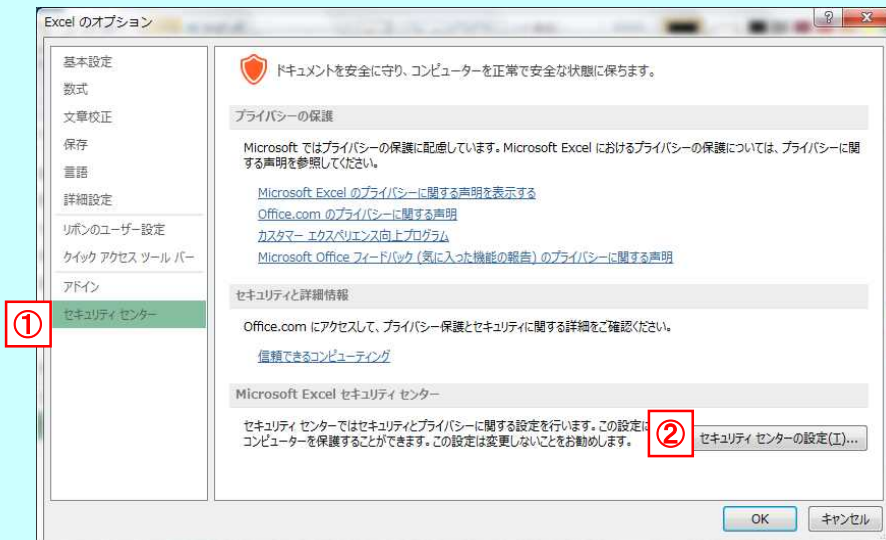 Excel のオプション
基本設定
数式
文章校正
保存
言語
詳細設定
リボンのユーザー設定
クイック アクセス ツール バー
アドイン
① セキュリティ センター
ドキュメントを安全に守り、コンピューターを正常で安全な状態に保ちます。
プライバシーの保護
Microsoft ではプライバシーの保護に配慮しています。Microsoft Excel におけるプライバシーの保護については、プライバシーに関
する声明を参照してください。
Microsoft Excel のプライバシーに関する声明を表示する
Office.com のプライバシーに関する声明
カスタマー エクスペリエンス向上プログラム
Microsoft Office フィードバック (気に入った機能の報告) のプライバシーに関する声明
セキュリティと詳細情報
Office.com にアクセスして、プライバシー保護とセキュリティに関する詳細をご確認ください。
信頼できるコンピューティング
Microsoft Excel セキュリティ センター
セキュリティ センターではセキュリティとプライバシーに関する設定を行います。この設定に
コンピューターを保護することができます。この設定は変更しないことをお勧めします。
② セキュリティ センターの設定(T)...
OK キャンセル